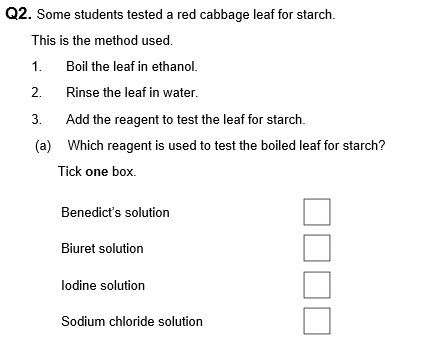 Q2. Some students tested a red cabbage leaf for starch.
This is the method used.
1. Boil the leaf in ethanol.
2. Rinse the leaf in water.
3. Add the reagent to test the leaf for starch.
(a) Which reagent is used to test the boiled leaf for starch?
Tick one box.
Benedict's solution
Biuret solution
Iodine solution
Sodium chloride solution